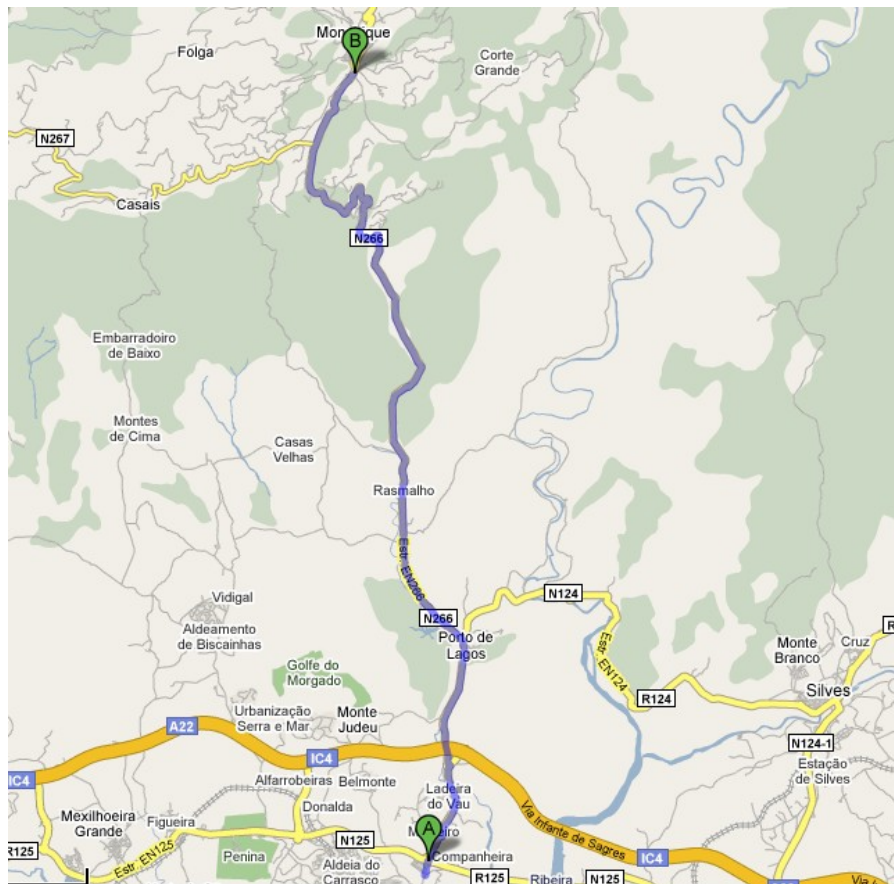 Folga
B
Corte
Grande
N267
Casais
N266
Embarradoiro
de Baixo
Montes
de Cima
Casas
Velhas
Rasmalho
Estr. EN266
N266
Porto de
Lagos
N124
Estr. EN124
R124
Monte
Branco
Cruz
Silves
N124-1
Estação
de Silves
Vidigal
Aldeamento
de Biscainhas
Golfe do
Morgado
Urbanização
Serra e Mar
Monte
Judeu
A22
IC4
IC4
Alfarrobeiras
Belmonte
Donalda
Ladeira
do Vau
Via Infante de Sagres
IC4
IC4
Mexilhoeira
Grande
Figueira
R125
Estr. EN125
Penina
N125
Aldeia do
Carrasco
A
Companheira
R125
Ribeira
N125
Via